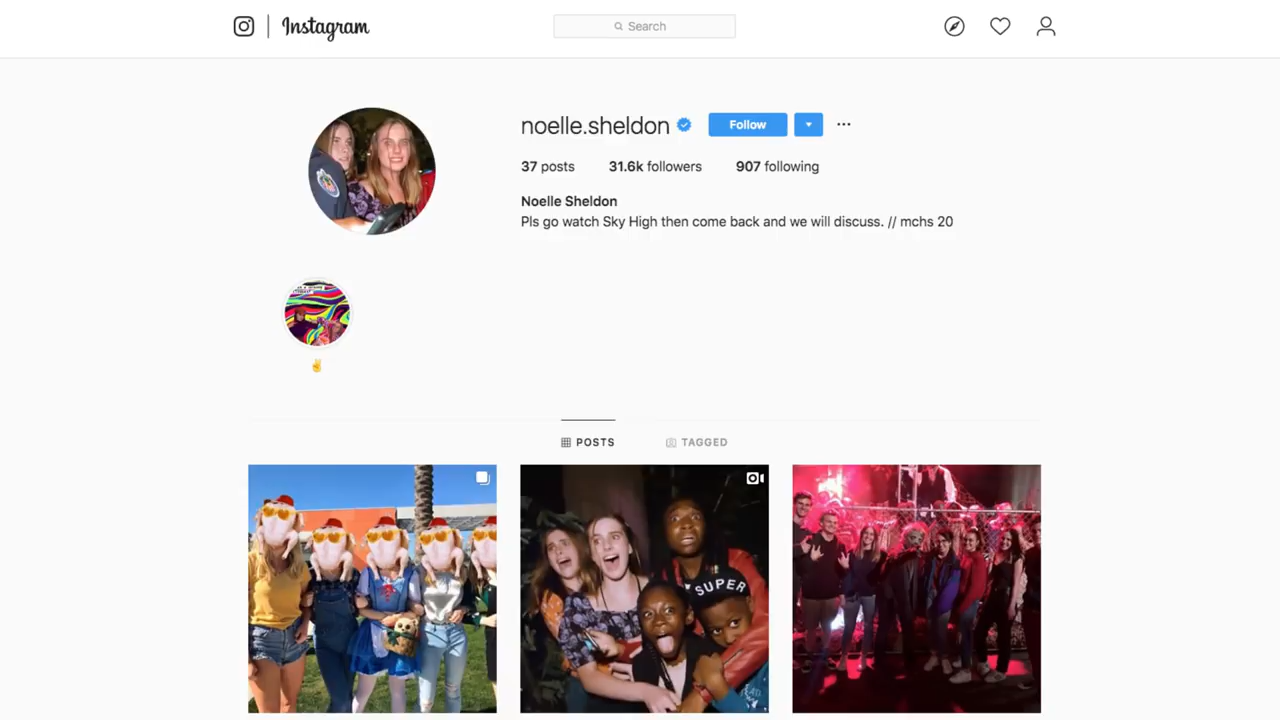 Instagram
Search
noelle.sheldon
Follow
37 posts 31.6k followers 907 following
Noelle Sheldon
Pls go watch Sky High then come back and we will discuss. // mchs 20
POSTS TAGGED
SUPER